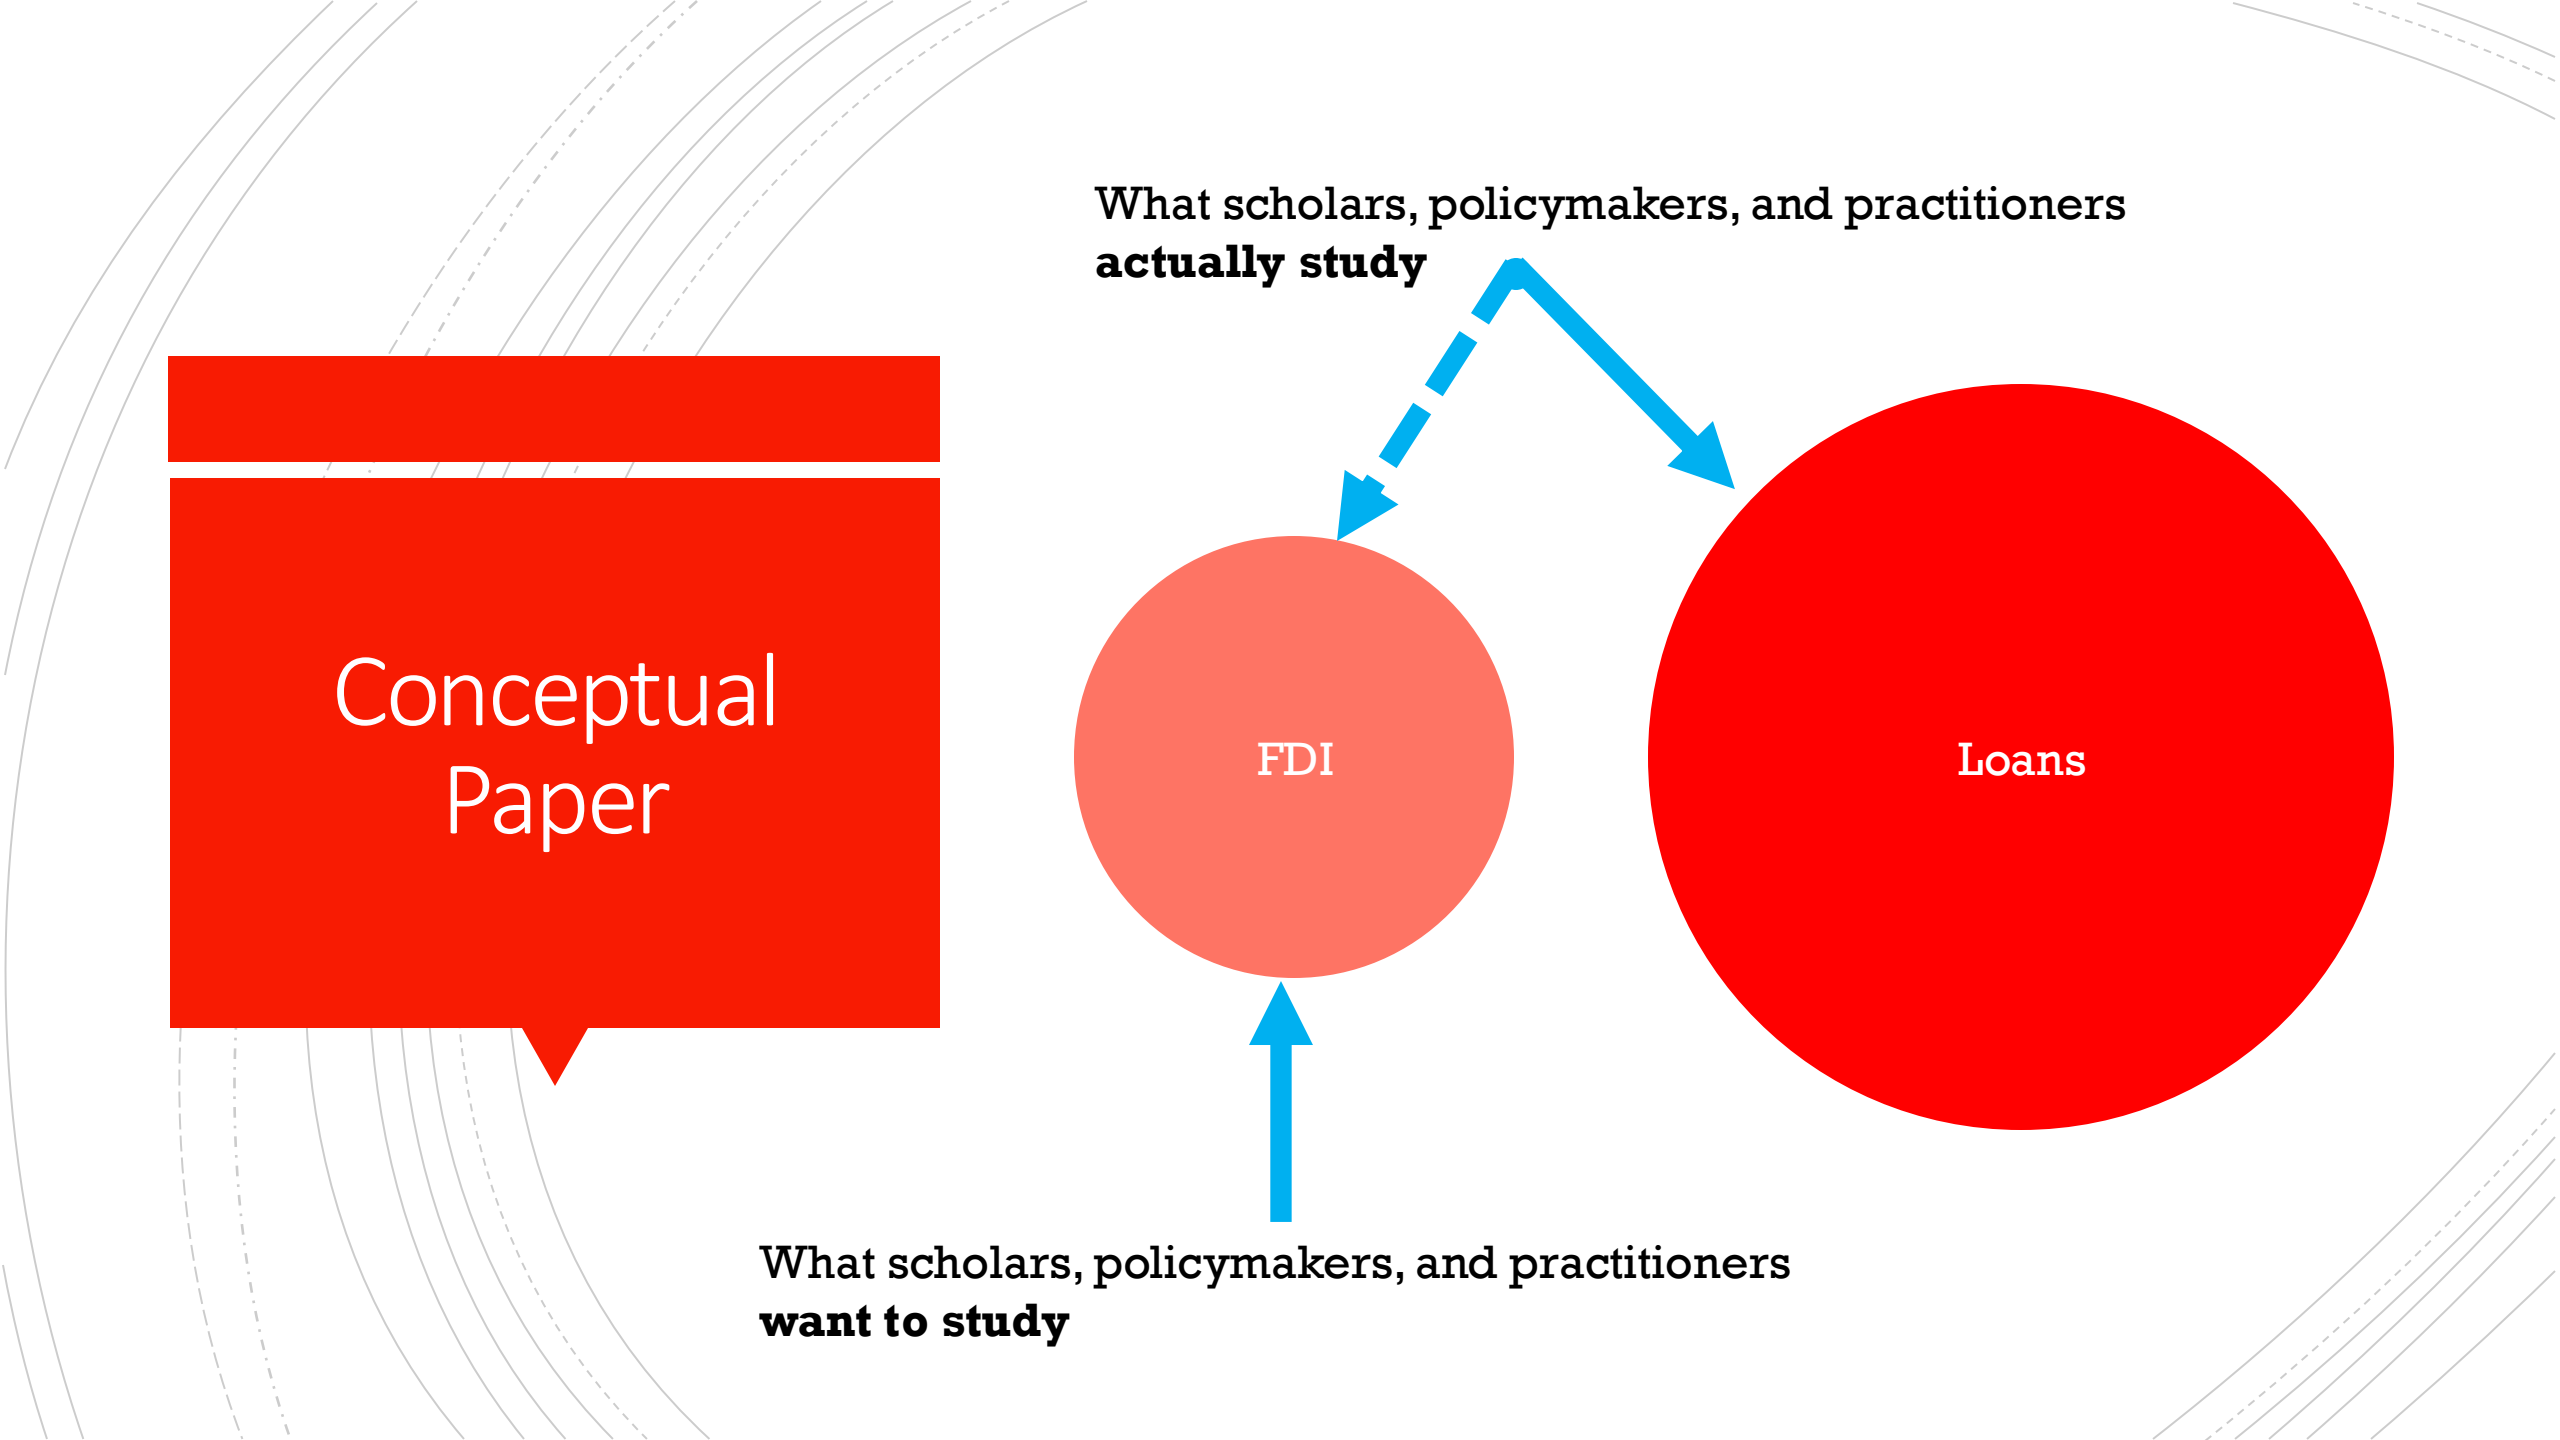 What scholars, policymakers, and practitioners
actually study
Conceptual
Paper
FDI
Loans
What scholars, policymakers, and practitioners
want to study